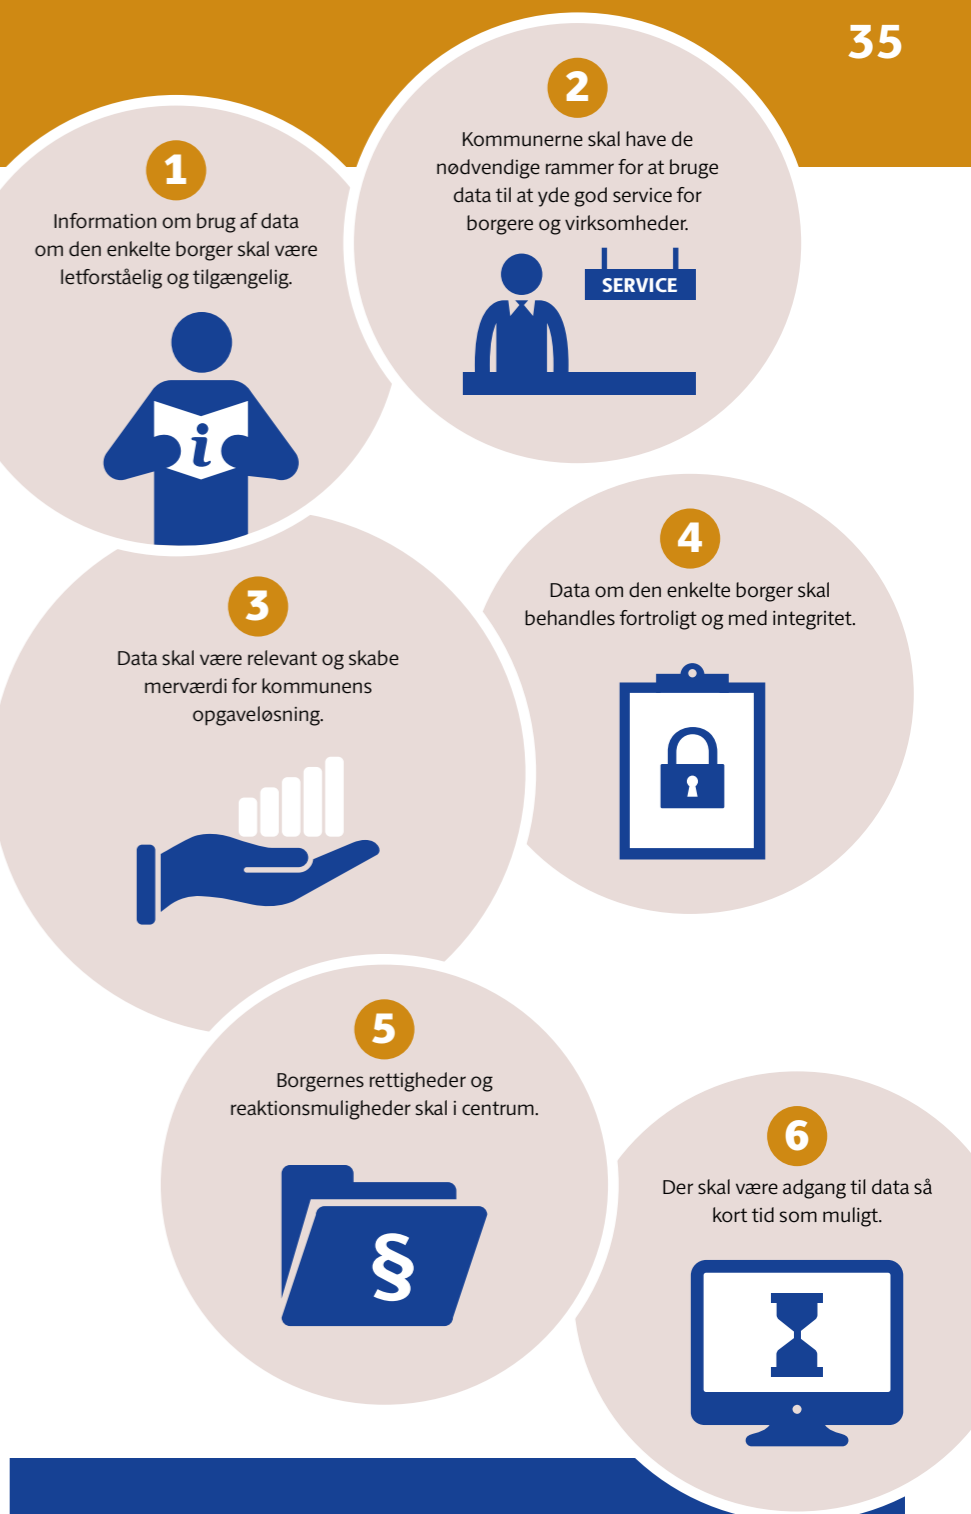 35
1
Information om brug af data
om den enkelte borger skal være
letforståelig og tilgængelig.
i
2
Kommunerne skal have de
nødvendige rammer for at bruge
data til at yde god service for
borgere og virksomheder.
SERVICE
3
Data skal være relevant og skabe
merværdi for kommunens
opgaveløsning.
4
Data om den enkelte borger skal
behandles fortroligt og med integritet.
5
Borgernes rettigheder og
reaktionsmuligheder skal i centrum.
§
6
Der skal være adgang til data så
kort tid som muligt.